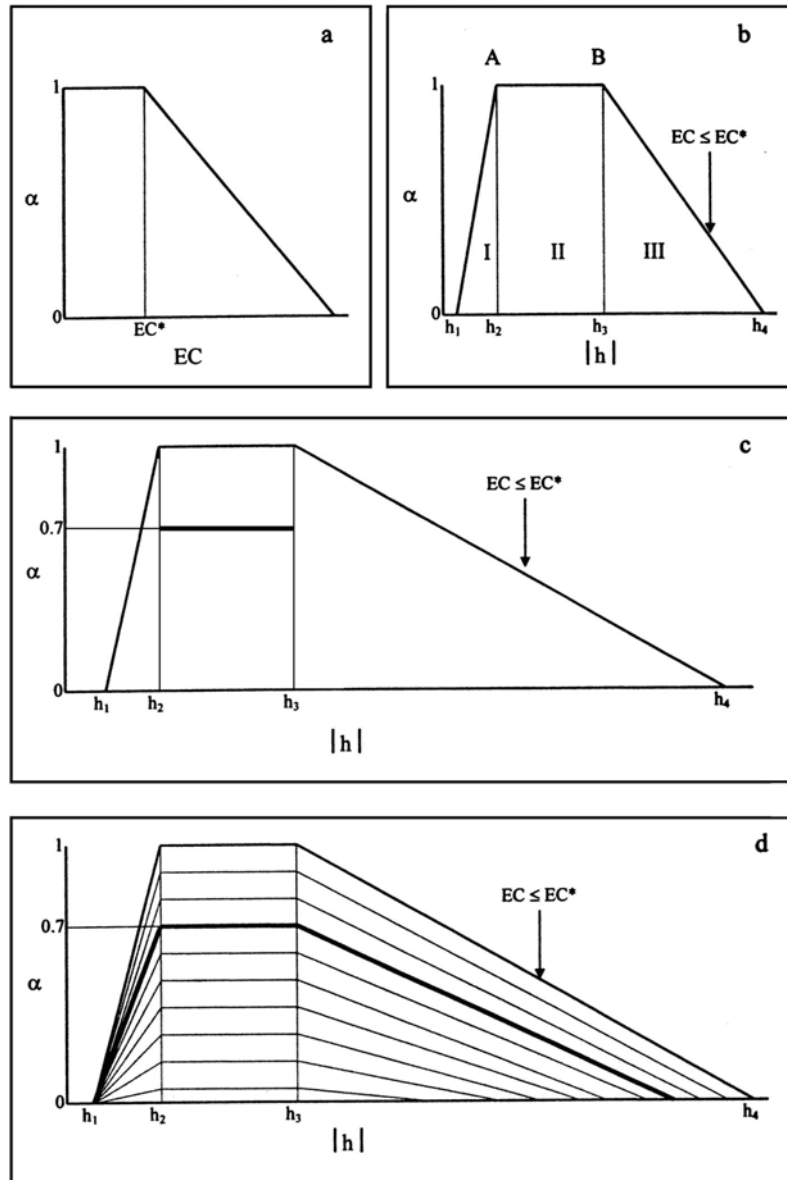 a
1
α
0
EC*
EC
b
A B
1
EC ≤ EC*
α
I II III
0
h₁ h₂ h₃ h₄
|h|
c
1
EC ≤ EC*
0.7
α
0
h₁ h₂ h₃ h₄
|h|
d
1
EC ≤ EC*
0.7
α
0
h₁ h₂ h₃ h₄
|h|